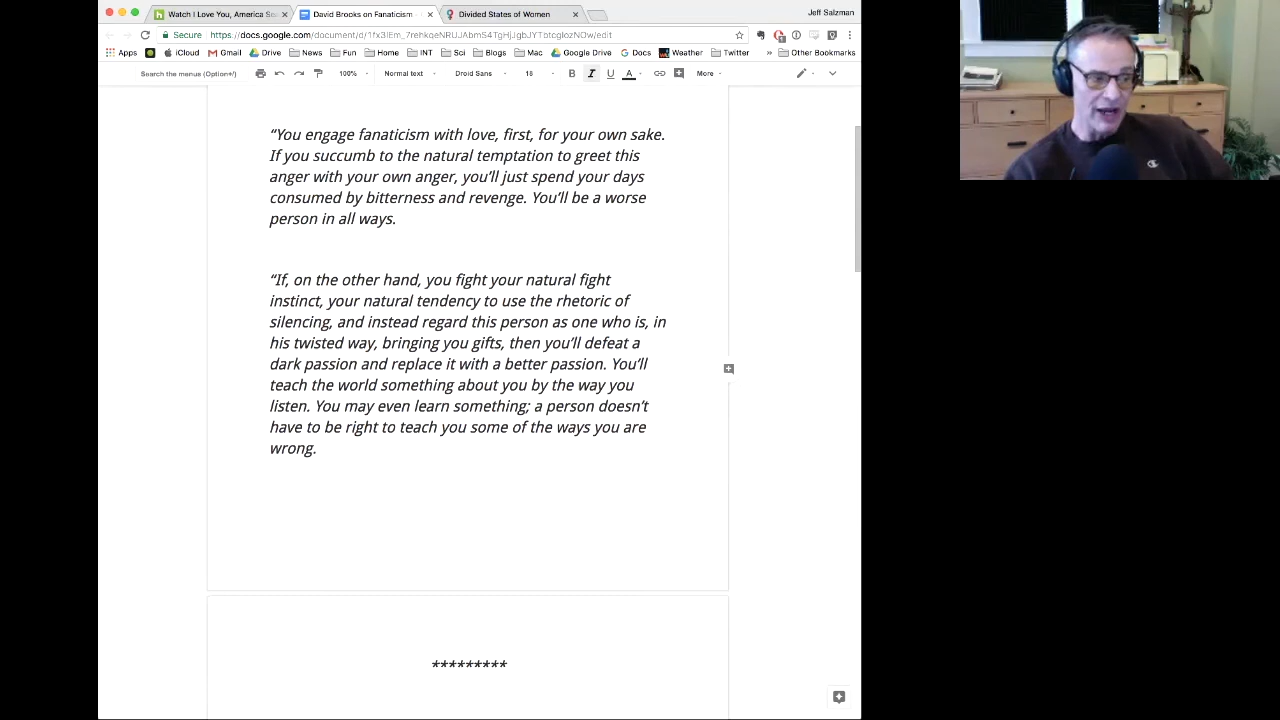 Watch I Love You, America Se
David Brooks on Fanaticism -
Divided States of Women
Jeff Salzman
Secure
Apps
iCloud
Gmail
Drive
News
Fun
Home
INT
Sci
Blogs
Mac
Google Drive
Docs
Weather
Twitter
»
Other Bookmarks
Search the menus (Option+/)
100%
Normal text
Droid Sans
18
B
I
U
A
More
“You engage fanaticism with love, first, for your own sake.
If you succumb to the natural temptation to greet this
anger with your own anger, you’ll just spend your days
consumed by bitterness and revenge. You’ll be a worse
person in all ways.
“If, on the other hand, you fight your natural fight
instinct, your natural tendency to use the rhetoric of
silencing, and instead regard this person as one who is, in
his twisted way, bringing you gifts, then you’ll defeat a
dark passion and replace it with a better passion. You’ll
teach the world something about you by the way you
listen. You may even learn something; a person doesn’t
have to be right to teach you some of the ways you are
wrong.
*********